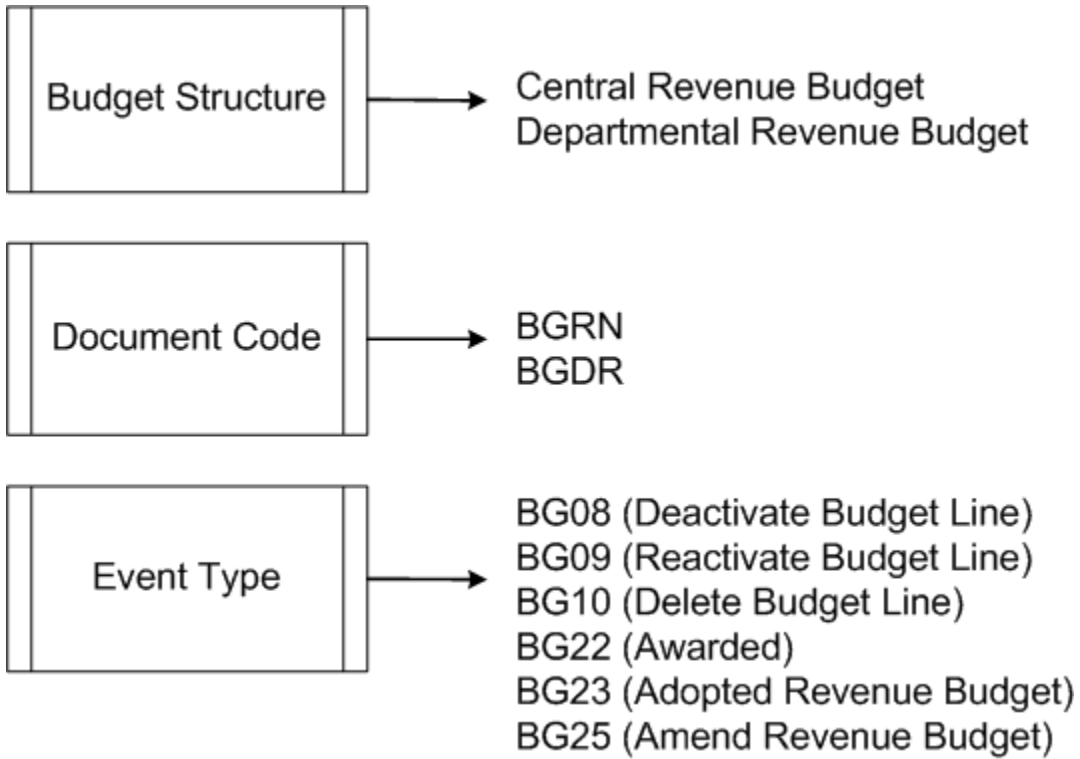 Budget Structure
Central Revenue Budget
Departmental Revenue Budget
Document Code
BGRN
BGDR
Event Type
BG08 (Deactivate Budget Line)
BG09 (Reactivate Budget Line)
BG10 (Delete Budget Line)
BG22 (Awarded)
BG23 (Adopted Revenue Budget)
BG25 (Amend Revenue Budget)